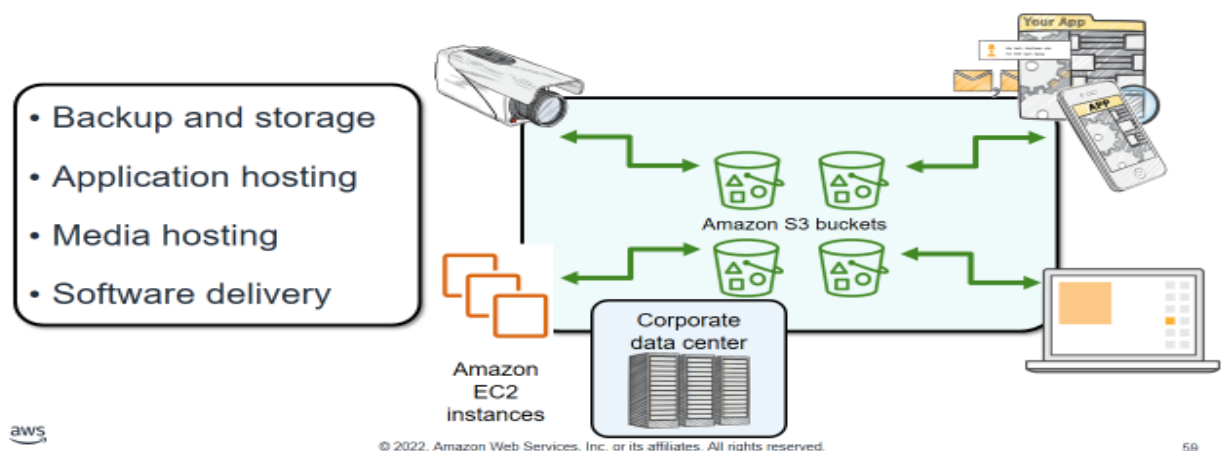 • Backup and storage
• Application hosting
• Media hosting
• Software delivery
Your App
APP
Amazon S3 buckets
Corporate
data center
Amazon
EC2
instances
aws
© 2022, Amazon Web Services, Inc. or its affiliates. All rights reserved.
59